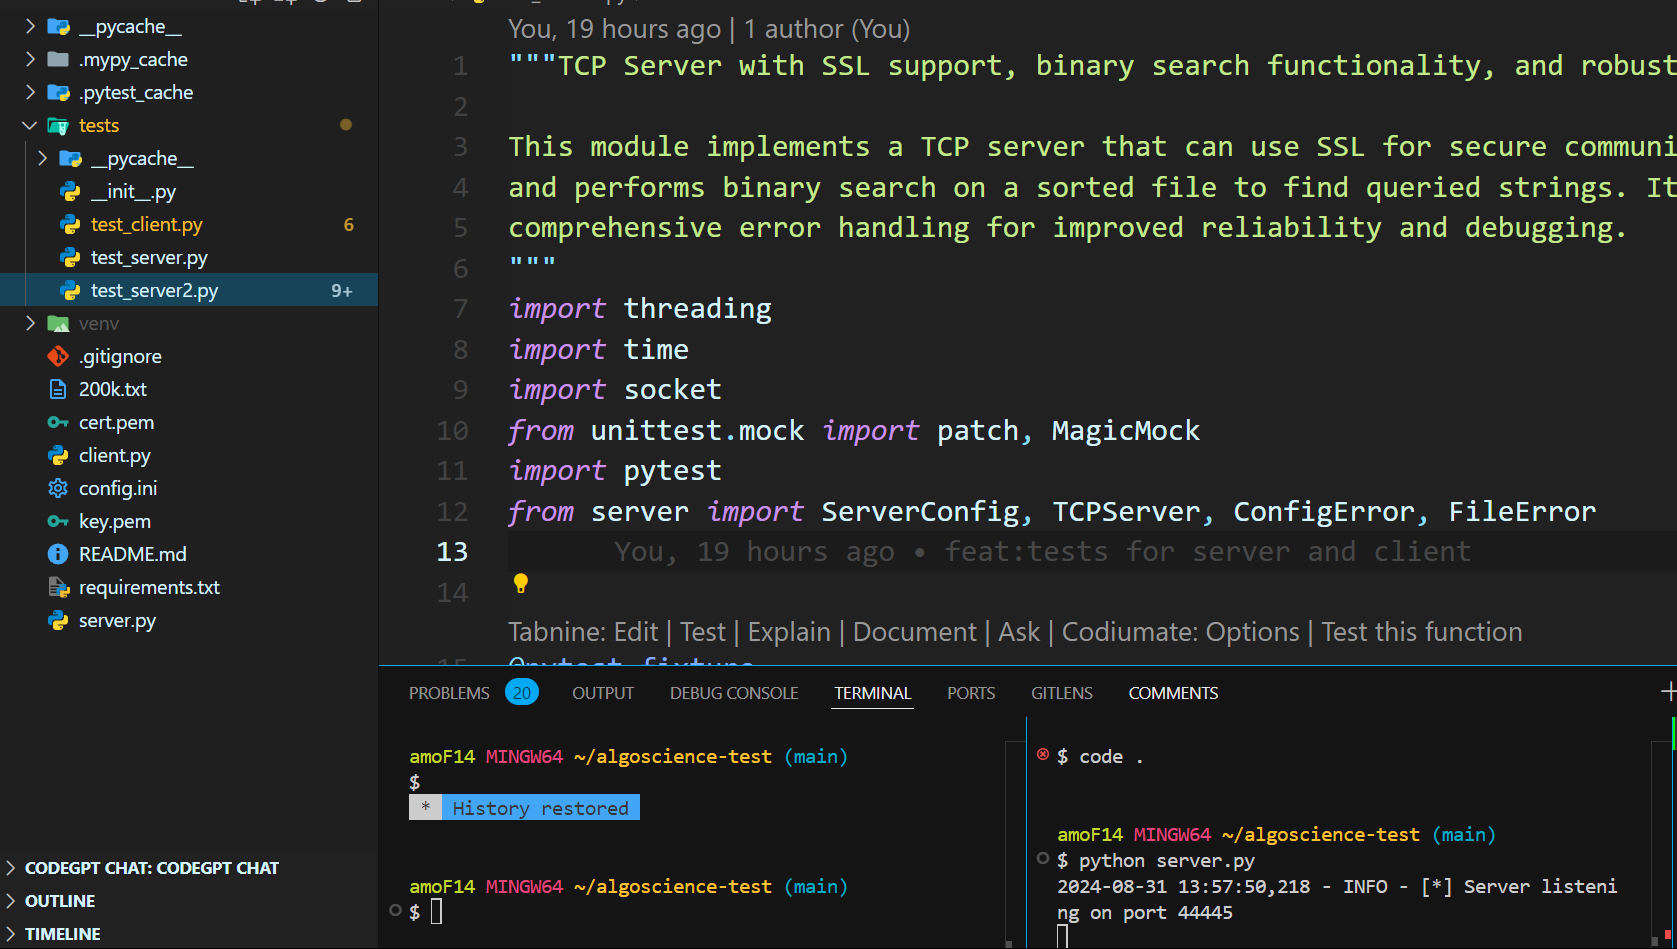 __pycache__
.mypy_cache
.pytest_cache
tests
__pycache__
__init__.py
test_client.py 6
test_server.py
test_server2.py 9+
venv
.gitignore
200k.txt
cert.pem
client.py
config.ini
key.pem
README.md
requirements.txt
server.py
CODEGPT CHAT: CODEGPT CHAT
OUTLINE
TIMELINE
You, 19 hours ago | 1 author (You)
1 """TCP Server with SSL support, binary search functionality, and robust
2
3 This module implements a TCP server that can use SSL for secure communi
4 and performs binary search on a sorted file to find queried strings. It
5 comprehensive error handling for improved reliability and debugging.
6 """
7 import threading
8 import time
9 import socket
10 from unittest.mock import patch, MagicMock
11 import pytest
12 from server import ServerConfig, TCPServer, ConfigError, FileError
13 You, 19 hours ago • feat:tests for server and client
14
Tabnine: Edit | Test | Explain | Document | Ask | Codiumate: Options | Test this function
15 @pytest.fixture
PROBLEMS 20 OUTPUT DEBUG CONSOLE TERMINAL PORTS GITLENS COMMENTS
amoF14 MINGW64 ~/algoscience-test (main)
$
* History restored
amoF14 MINGW64 ~/algoscience-test (main)
$
$ code .
amoF14 MINGW64 ~/algoscience-test (main)
$ python server.py
2024-08-31 13:57:50,218 - INFO - [*] Server listeni
ng on port 44445